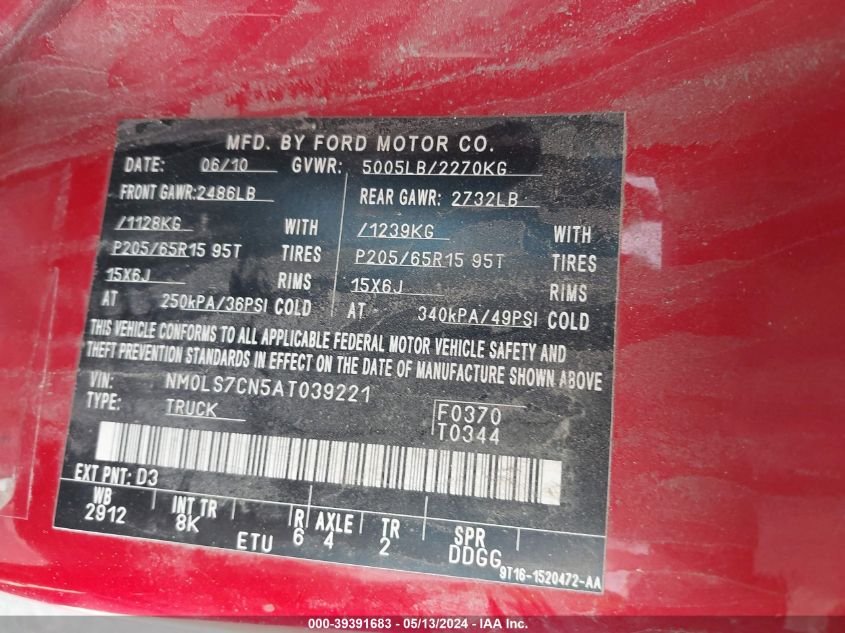 MFD. BY FORD MOTOR CO.
DATE: 06/10 GVWR: 5005LB/2270KG
FRONT GAWR:2486LB REAR GAWR: 2732LB
/1128KG WITH /1239KG WITH
P205/65R15 95T TIRES P205/65R15 95T TIRES
15X6J RIMS 15X6J RIMS
AT 250kPA/36PSI COLD AT 340kPA/49PSI COLD
THIS VEHICLE CONFORMS TO ALL APPLICABLE FEDERAL MOTOR VEHICLE SAFETY AND
THEFT PREVENTION STANDARDS IN EFFECT ON THE DATE OF MANUFACTURE SHOWN ABOVE
VIN: NM0LS7CN5AT039221
TYPE: TRUCK F0370
T0344
EXT PNT: D3
WB INT TR R AXLE TR SPR
2912 8K 6 4 2 DDGG
ETU
9T16-1520472-AA
000-39391683 - 05/13/2024 - IAA Inc.